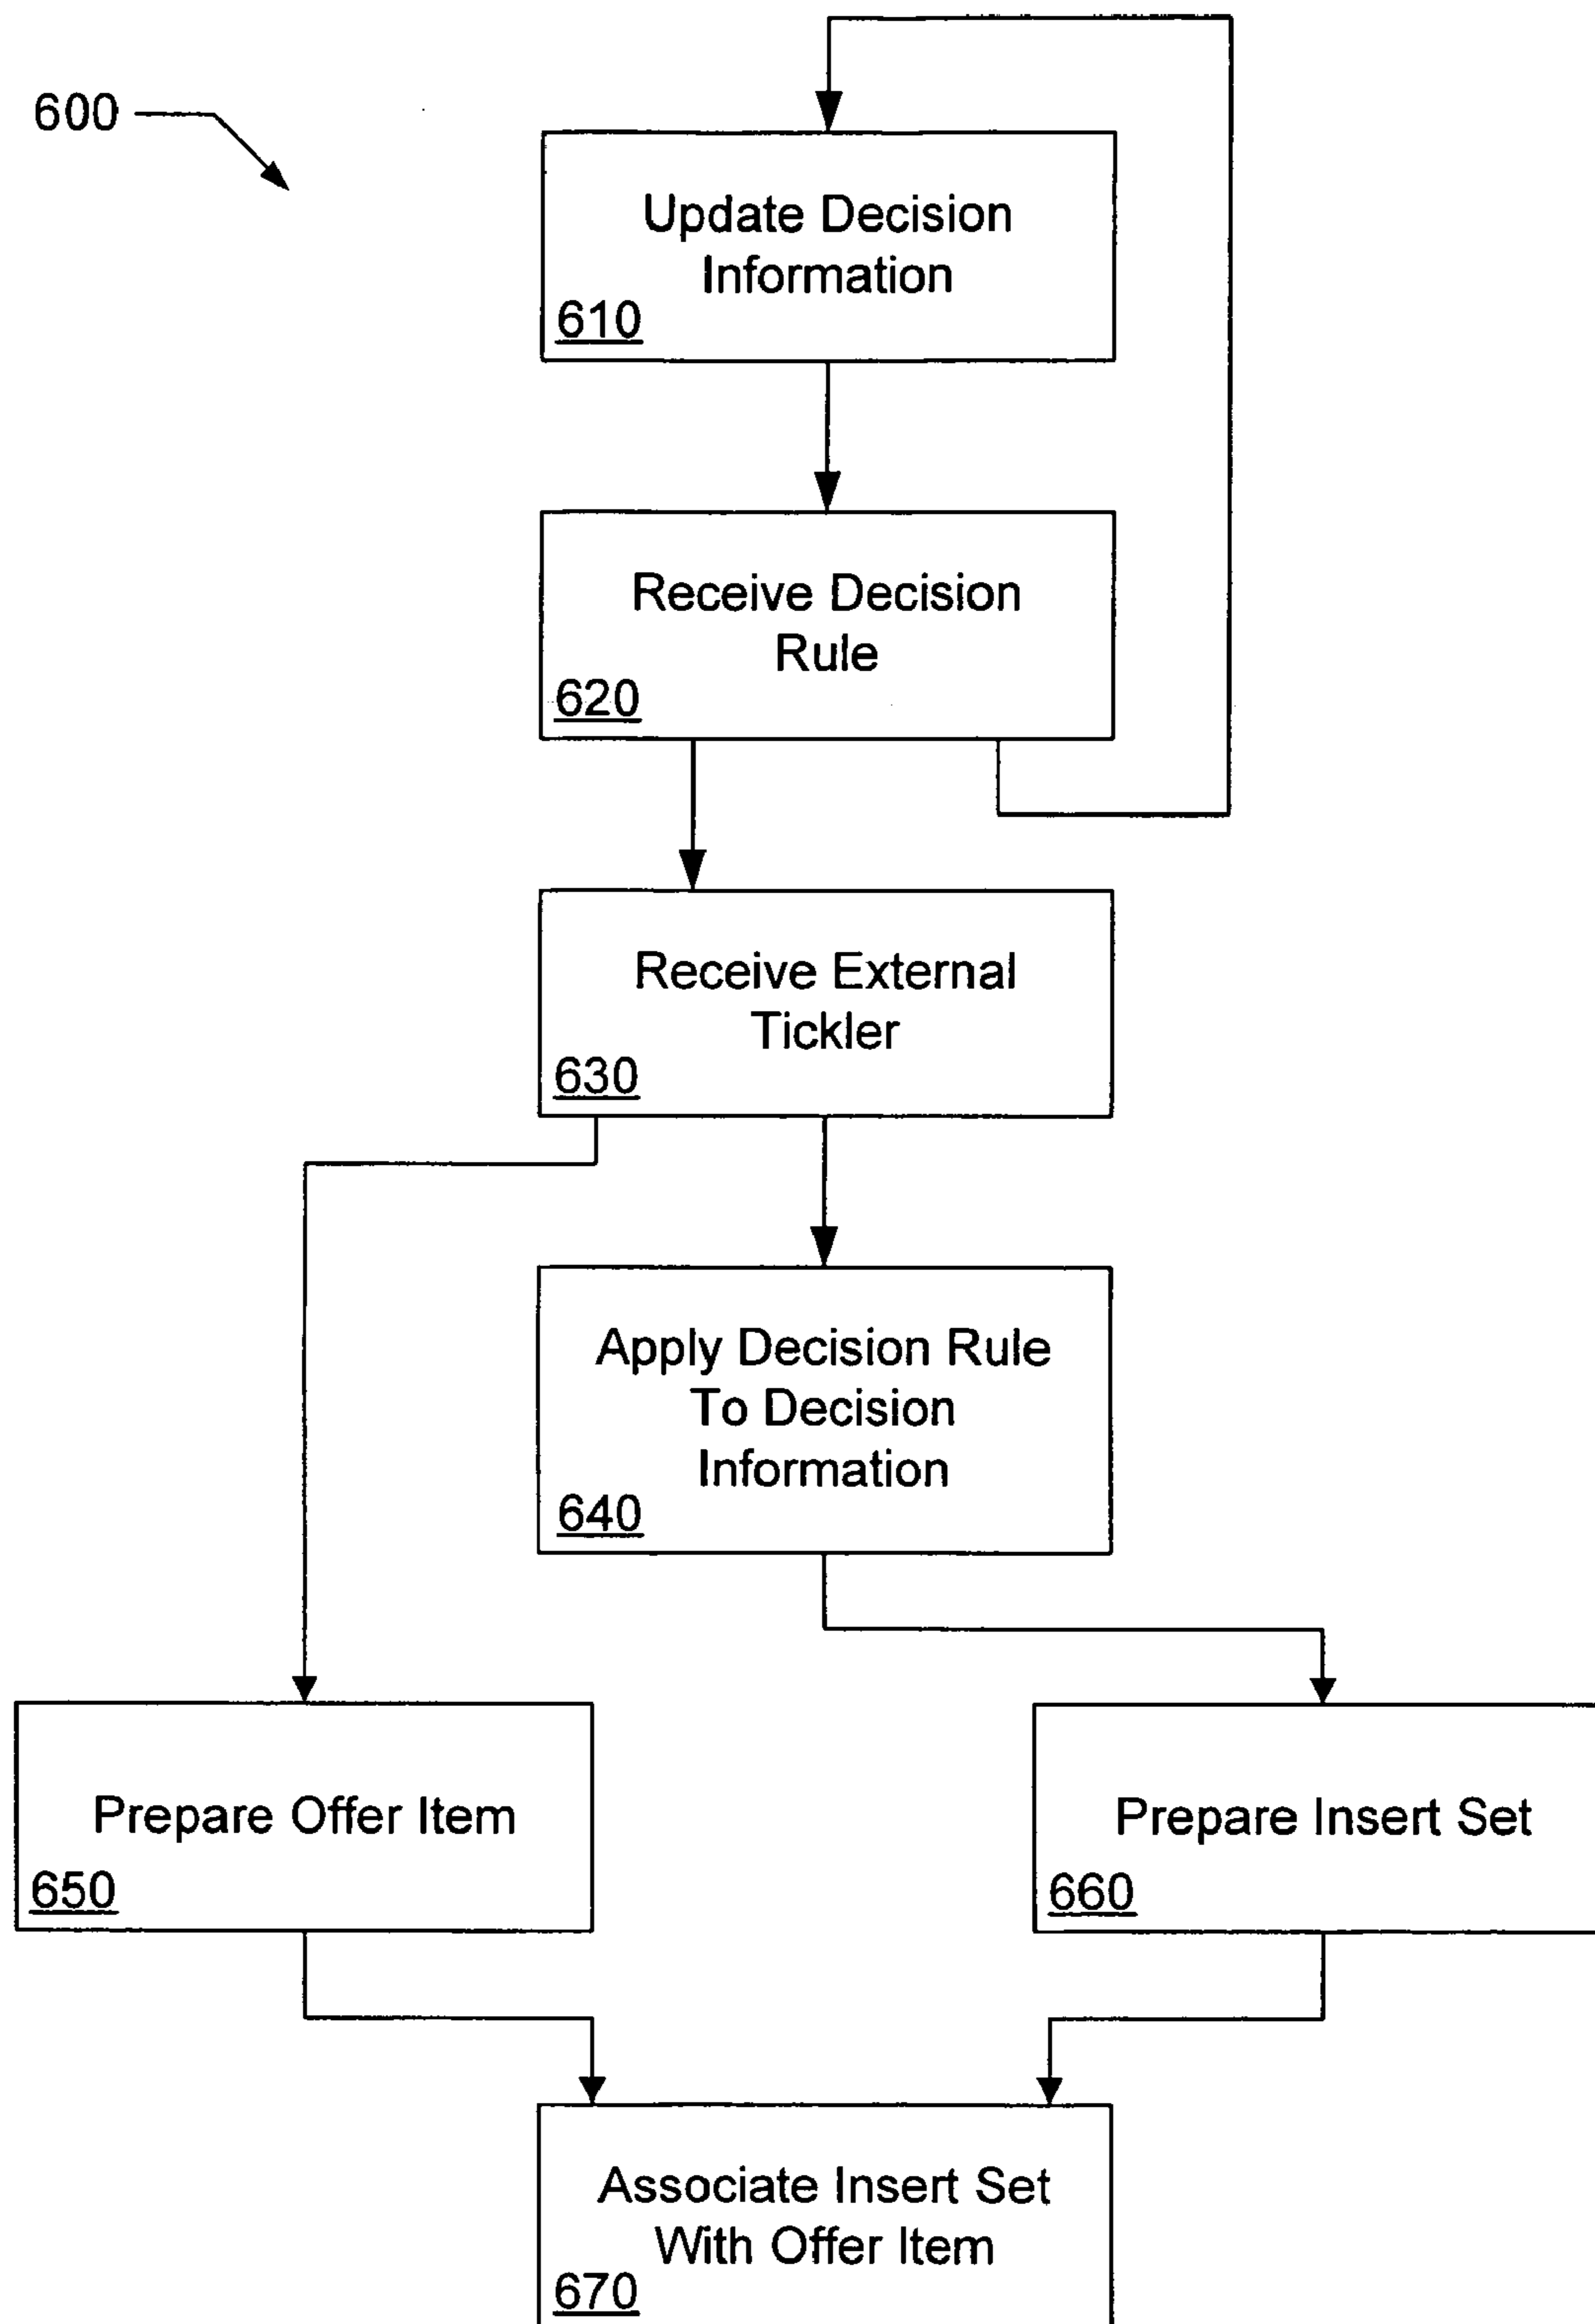 600
Update Decision
Information
610
Receive Decision
Rule
620
Receive External
Tickler
630
Apply Decision Rule
To Decision
Information
640
Prepare Offer Item
650
Prepare Insert Set
660
Associate Insert Set
With Offer Item
670